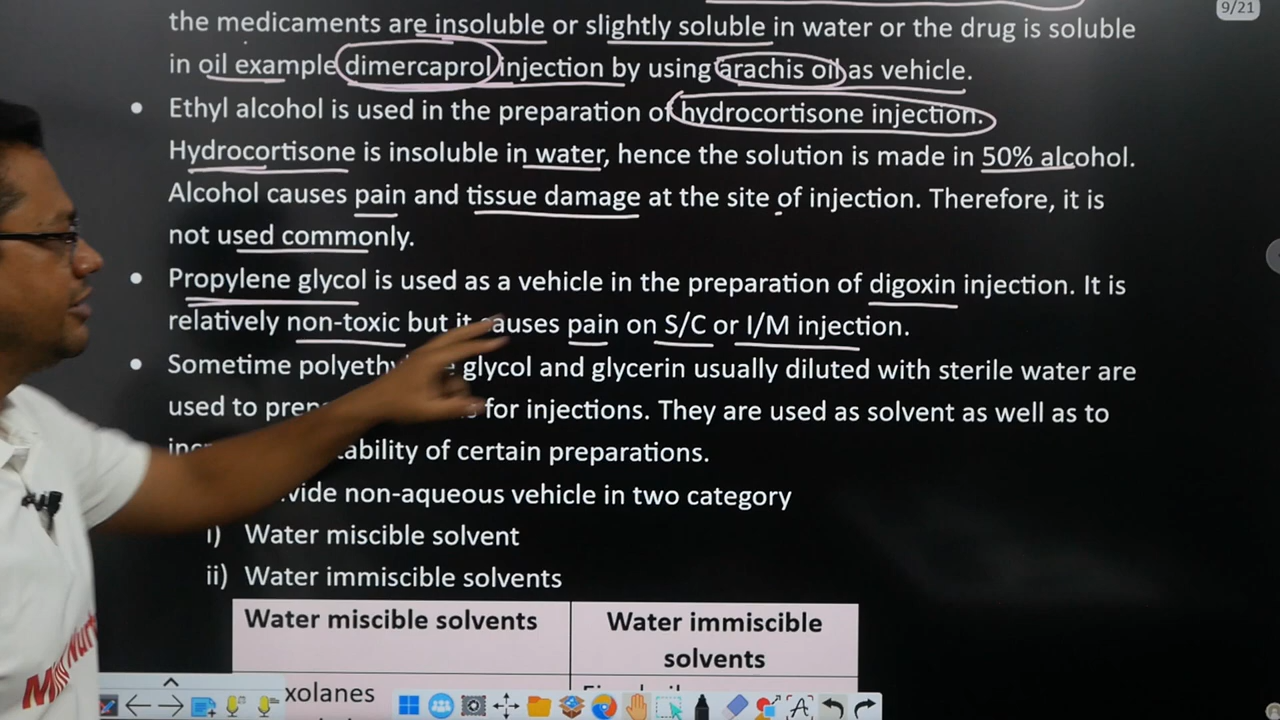 9/21
the medicaments are insoluble or slightly soluble in water or the drug is soluble
in oil example dimercaprol injection by using arachis oil as vehicle.
• Ethyl alcohol is used in the preparation of hydrocortisone injection.
Hydrocortisone is insoluble in water, hence the solution is made in 50% alcohol.
Alcohol causes pain and tissue damage at the site of injection. Therefore, it is
not used commonly.
• Propylene glycol is used as a vehicle in the preparation of digoxin injection. It is
relatively non-toxic but it causes pain on S/C or I/M injection.
• Sometime glycol and glycerin usually diluted with sterile water are
used to for injections. They are used as solvent as well as to
of certain preparations.
non-aqueous vehicle in two category
i) Water miscible solvent
ii) Water immiscible solvents
Water miscible solvents
Water immiscible
solvents